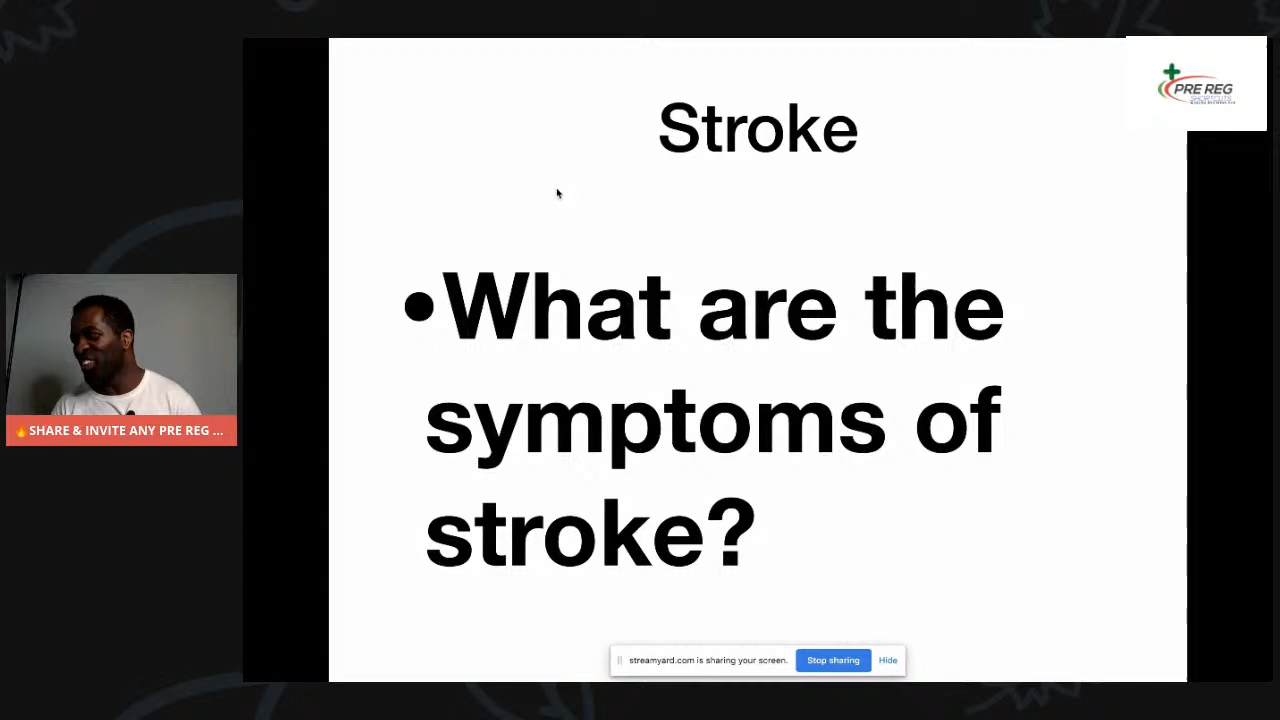 Stroke
PRE REG
SHORTCUTS
•What are the
symptoms of
stroke?
🔥SHARE & INVITE ANY PRE REG ...
streamyard.com is sharing your screen.
Stop sharing
Hide